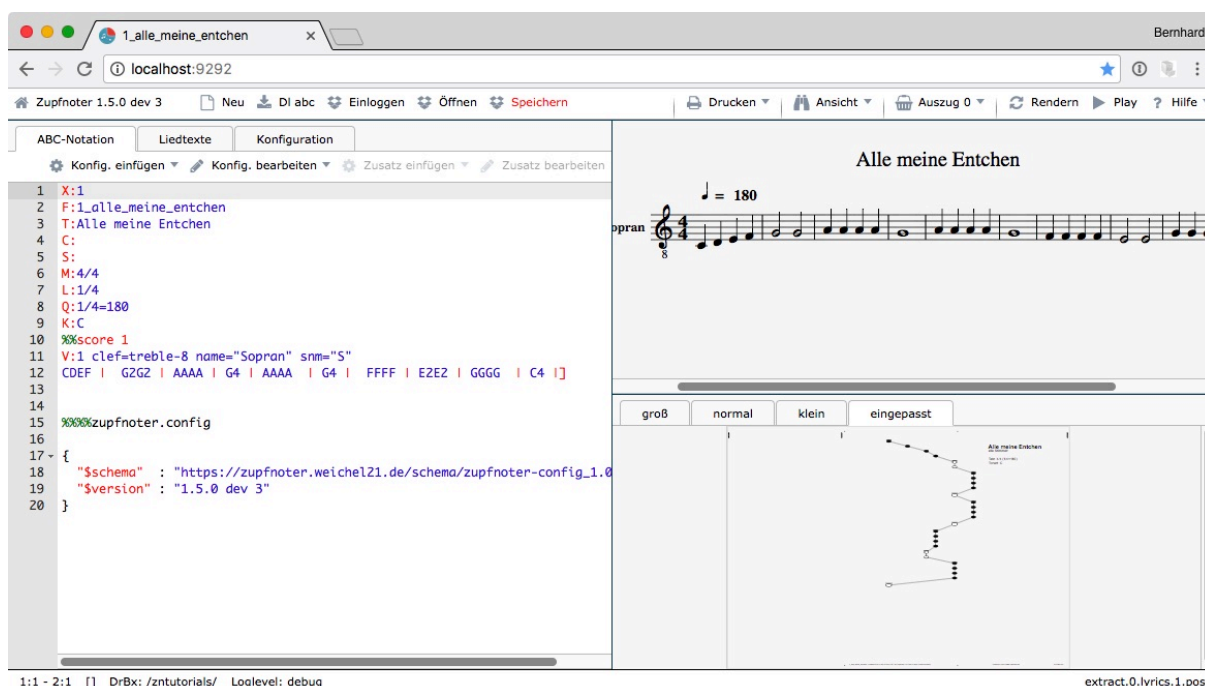 1_alle_meine_entchen
Bernhard
localhost:9292
Zupfnoter 1.5.0 dev 3 Neu Dl abc Einloggen Öffnen Speichern Drucken Ansicht Auszug 0 Rendern Play ? Hilfe
ABC-Notation Liedtexte Konfiguration
Konfig. einfügen Konfig. bearbeiten Zusatz einfügen Zusatz bearbeiten
1 X:1
2 F:1_alle_meine_entchen
3 T:Alle meine Entchen
4 C:
5 S:
6 M:4/4
7 L:1/4
8 Q:1/4=180
9 K:C
10 %%score 1
11 V:1 clef=treble-8 name="Sopran" snm="S"
12 CDEF | G2G2 | AAAA | G4 | AAAA | G4 | FFFF | E2E2 | GGGG | C4 |]
13
14
15 %%%%zupfnoter.config
16
17 {
18 "$schema" : "https://zupfnoter.weichel21.de/schema/zupfnoter-config_1.0
19 "$version" : "1.5.0 dev 3"
20 }
Alle meine Entchen
= 180
opran
4
4
8
groß normal klein eingepasst
Alle meine Entchen
1:1 - 2:1 [] DrBx: /zntutorials/ Loglevel: debug
extract.0.lyrics.1.pos